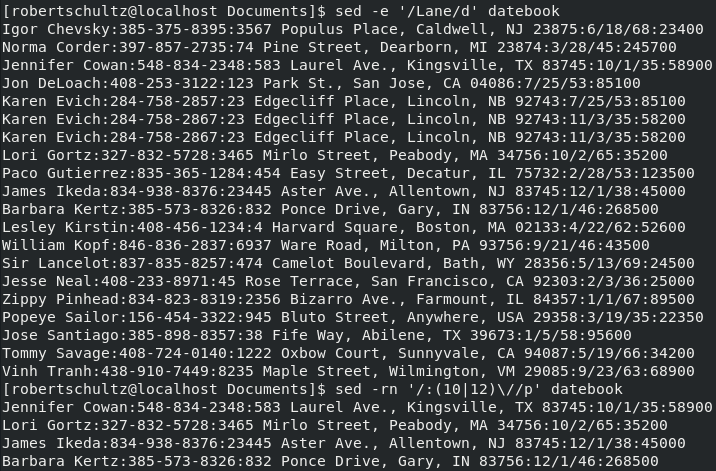 [robertschultz@localhost Documents]$ sed -e '/Lane/d' datebook
Igor Chevsky:385-375-8395:3567 Populus Place, Caldwell, NJ 23875:6/18/68:23400
Norma Corder:397-857-2735:74 Pine Street, Dearborn, MI 23874:3/28/45:245700
Jennifer Cowan:548-834-2348:583 Laurel Ave., Kingsville, TX 83745:10/1/35:58900
Jon DeLoach:408-253-3122:123 Park St., San Jose, CA 04086:7/25/53:85100
Karen Evich:284-758-2857:23 Edgecliff Place, Lincoln, NB 92743:7/25/53:85100
Karen Evich:284-758-2867:23 Edgecliff Place, Lincoln, NB 92743:11/3/35:58200
Karen Evich:284-758-2867:23 Edgecliff Place, Lincoln, NB 92743:11/3/35:58200
Lori Gortz:327-832-5728:3465 Mirlo Street, Peabody, MA 34756:10/2/65:35200
Paco Gutierrez:835-365-1284:454 Easy Street, Decatur, IL 75732:2/28/53:123500
James Ikeda:834-938-8376:23445 Aster Ave., Allentown, NJ 83745:12/1/38:45000
Barbara Kertz:385-573-8326:832 Ponce Drive, Gary, IN 83756:12/1/46:268500
Lesley Kirstin:408-456-1234:4 Harvard Square, Boston, MA 02133:4/22/62:52600
William Kopf:846-836-2837:6937 Ware Road, Milton, PA 93756:9/21/46:43500
Sir Lancelot:837-835-8257:474 Camelot Boulevard, Bath, WY 28356:5/13/69:24500
Jesse Neal:408-233-8971:45 Rose Terrace, San Francisco, CA 92303:2/3/36:25000
Zippy Pinhead:834-823-8319:2356 Bizarro Ave., Farmount, IL 84357:1/1/67:89500
Popeye Sailor:156-454-3322:945 Bluto Street, Anywhere, USA 29358:3/19/35:22350
Jose Santiago:385-898-8357:38 Fife Way, Abilene, TX 39673:1/5/58:95600
Tommy Savage:408-724-0140:1222 Oxbow Court, Sunnyvale, CA 94087:5/19/66:34200
Vinh Tranh:438-910-7449:8235 Maple Street, Wilmington, VM 29085:9/23/63:68900
[robertschultz@localhost Documents]$ sed -rn '/:(10|12)\//p' datebook
Jennifer Cowan:548-834-2348:583 Laurel Ave., Kingsville, TX 83745:10/1/35:58900
Lori Gortz:327-832-5728:3465 Mirlo Street, Peabody, MA 34756:10/2/65:35200
James Ikeda:834-938-8376:23445 Aster Ave., Allentown, NJ 83745:12/1/38:45000
Barbara Kertz:385-573-8326:832 Ponce Drive, Gary, IN 83756:12/1/46:268500